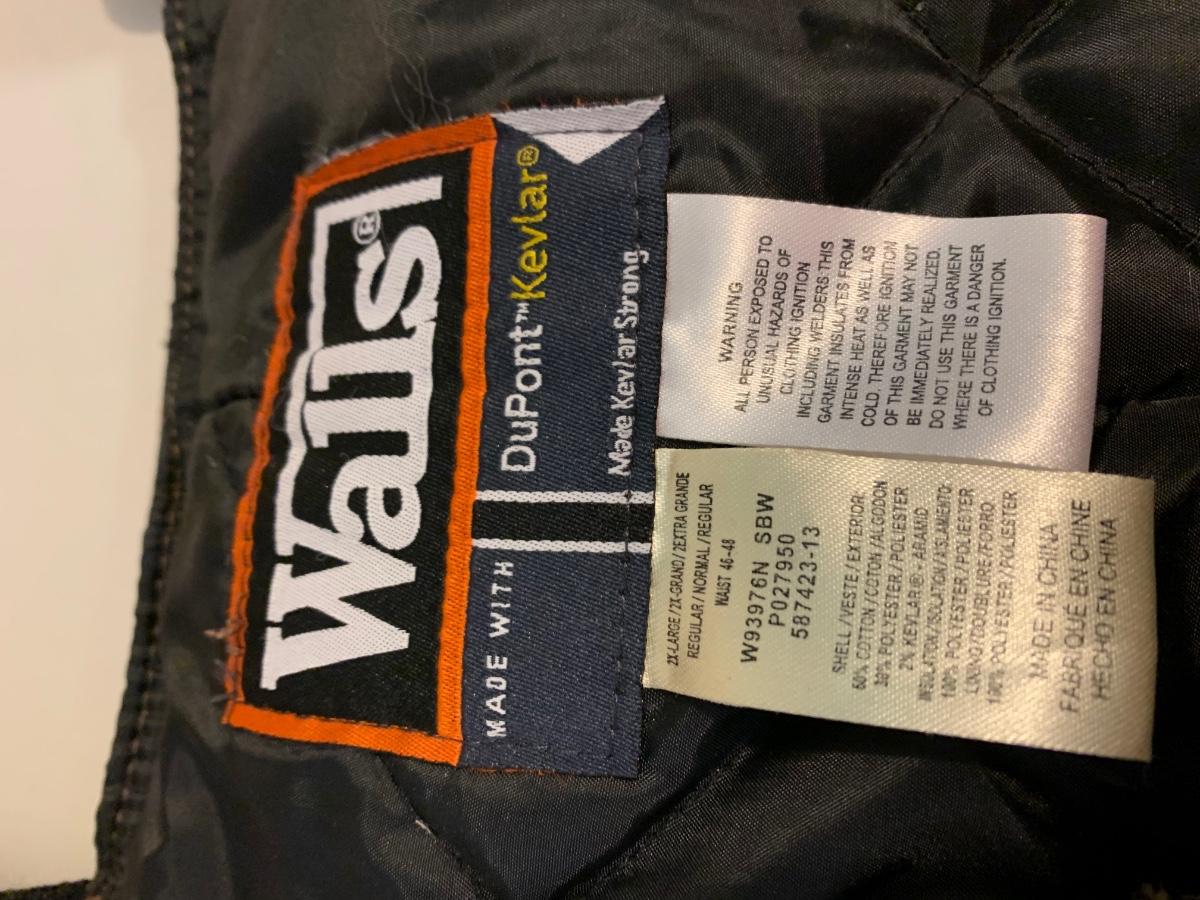 Walls®
MADE WITH
DuPont™ Kevlar®
Made Kevlar Strong
WARNING
ALL PERSON EXPOSED TO
UNUSUAL HAZARDS OF
CLOTHING IGNITION
INCLUDING WELDERS THIS
GARMENT INSULATES FROM
INTENSE HEAT AS WELL AS
COLD, THEREFORE IGNITION
OF THIS GARMENT MAY NOT
BE IMMEDIATELY REALIZED.
DO NOT USE THIS GARMENT
WHERE THERE IS A DANGER
OF CLOTHING IGNITION.
2X-LARGE / 2X-GRAND / 2EXTRA GRANDE
REGULAR / NORMAL / REGULAR
WAIST 46-48
W93976N SBW
P027950
587423-13
SHELL / VESTE / EXTERIOR:
60% COTTON / COTON / ALGODON
38% POLYESTER / POLYESTER
2% KEVLAR®-ARAMID
INSULATION/ISOLATION/AISLAMIENTO:
100% POLYESTER / POLYESTER
LINING/DOUBLURE/FORRO
100% POLYESTER / POLIESTER
MADE IN CHINA
FABRIQUÉ EN CHINE
HECHO EN CHINA